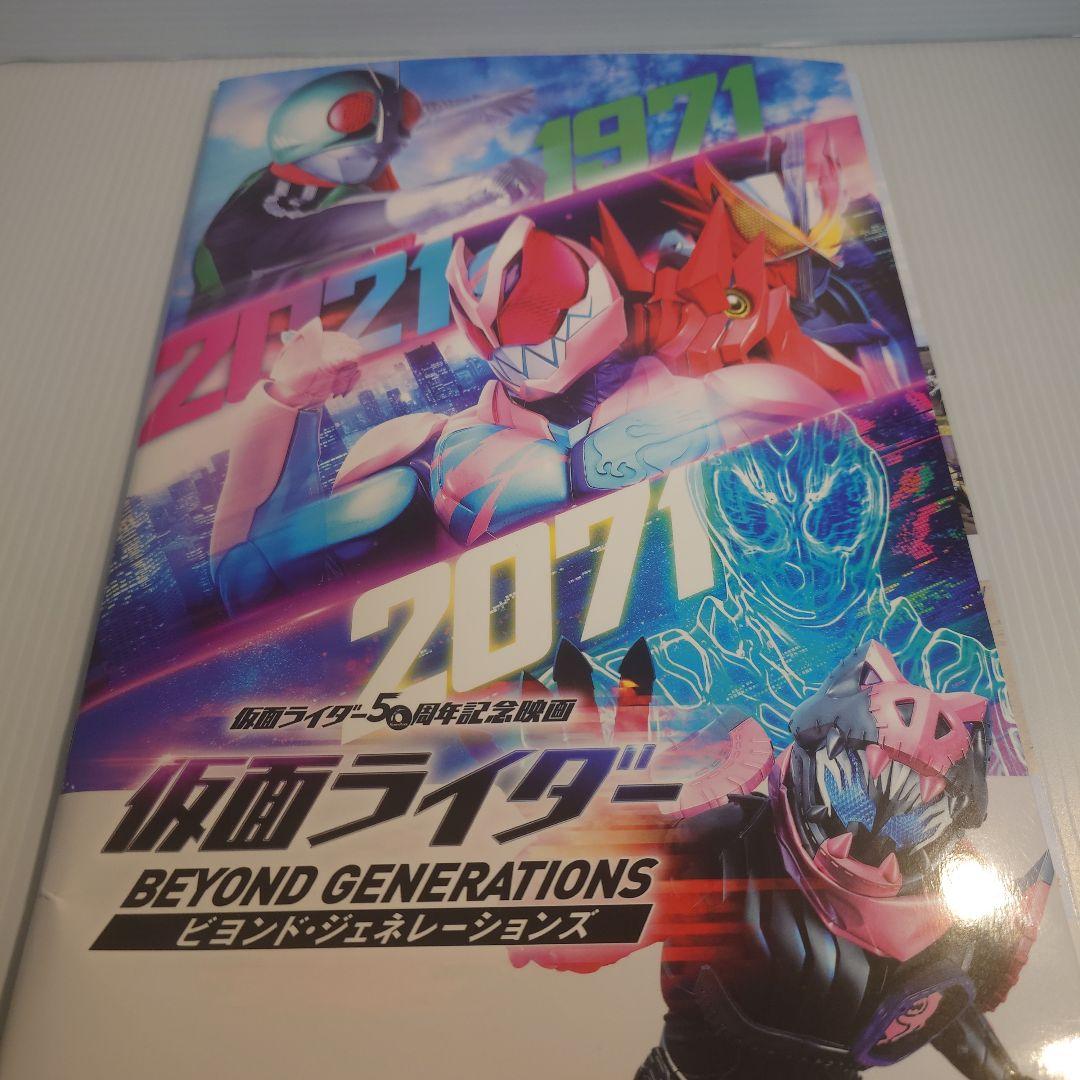 1971
2021
2071
仮面ライダー50周年記念映画
仮面ライダー
BEYOND GENERATIONS
ビヨンド・ジェネレーションズ